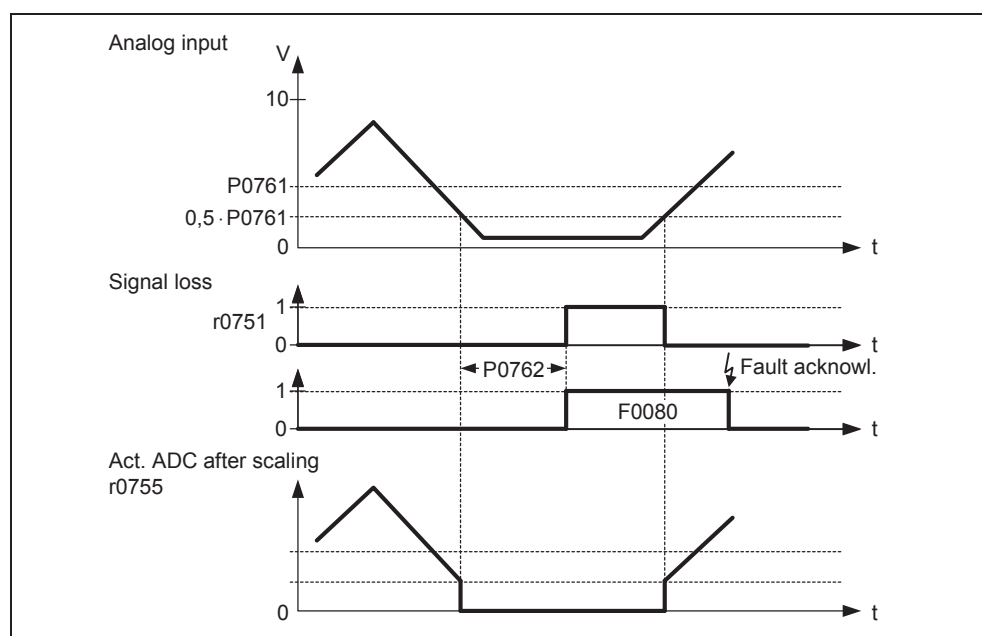 Analog input
V
10
P0761
0,5 · P0761
0
t
Signal loss
r0751
1
0
t
P0762
Fault acknowl.
1
F0080
0
t
Act. ADC after scaling
r0755
0
t